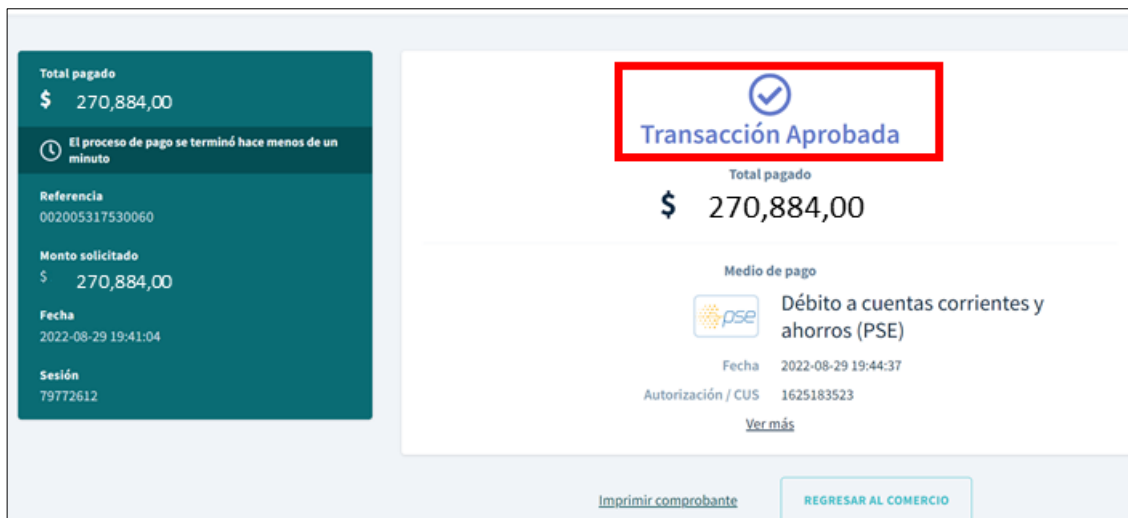 Total pagado
$ 270,884,00
El proceso de pago se terminó hace menos de un
minuto
Referencia
002005317530060
Monto solicitado
$ 270,884,00
Fecha
2022-08-29 19:41:04
Sesión
79772612
Transacción Aprobada
Total pagado
$ 270,884,00
Medio de pago
pse
Débito a cuentas corrientes y
ahorros (PSE)
Fecha 2022-08-29 19:44:37
Autorización / CUS 1625183523
Ver más
Imprimir comprobante
REGRESAR AL COMERCIO